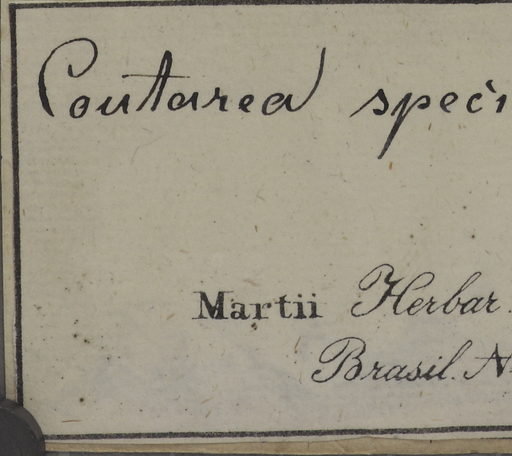 Coutarea speci
Martii Herbar.
Brasil. N